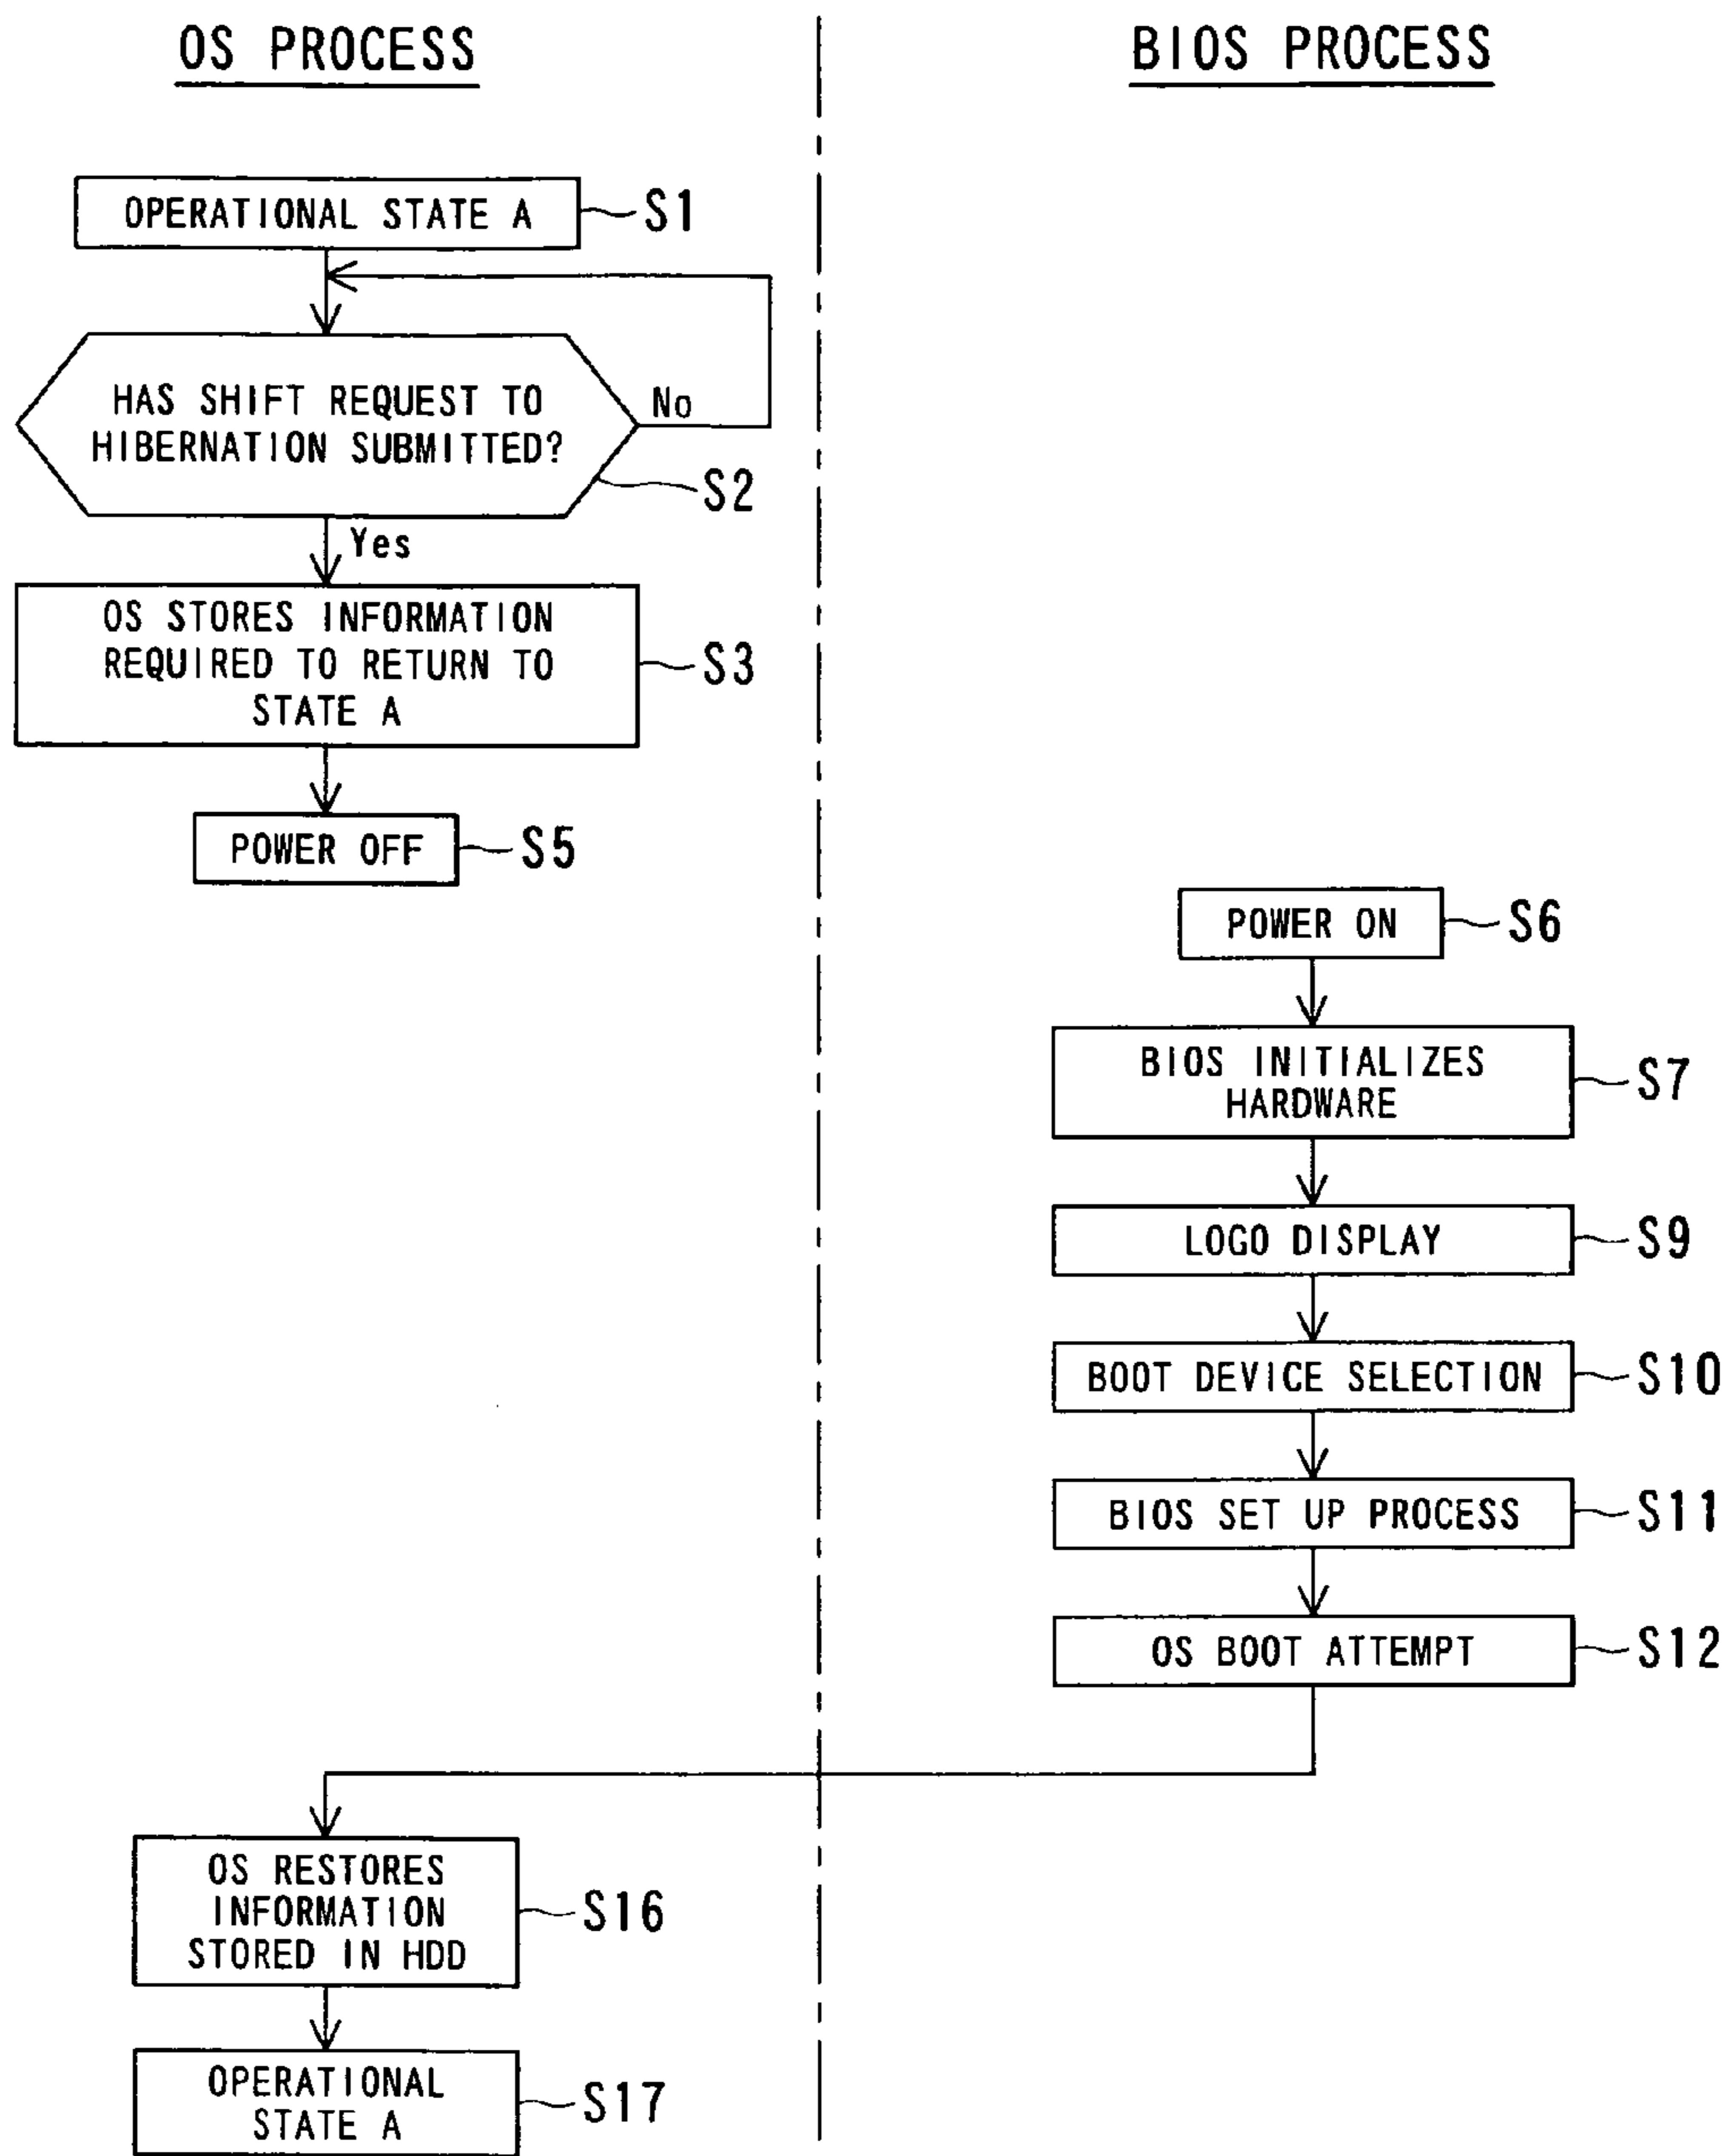 OS PROCESS
BIOS PROCESS
OPERATIONAL STATE A
S1
HAS SHIFT REQUEST TO
HIBERNATION SUBMITTED?
No
S2
Yes
OS STORES INFORMATION
REQUIRED TO RETURN TO
STATE A
S3
POWER OFF
S5
POWER ON
S6
BIOS INITIALIZES
HARDWARE
S7
LOGO DISPLAY
S9
BOOT DEVICE SELECTION
S10
BIOS SET UP PROCESS
S11
OS BOOT ATTEMPT
S12
OS RESTORES
INFORMATION
STORED IN HDD
S16
OPERATIONAL
STATE A
S17